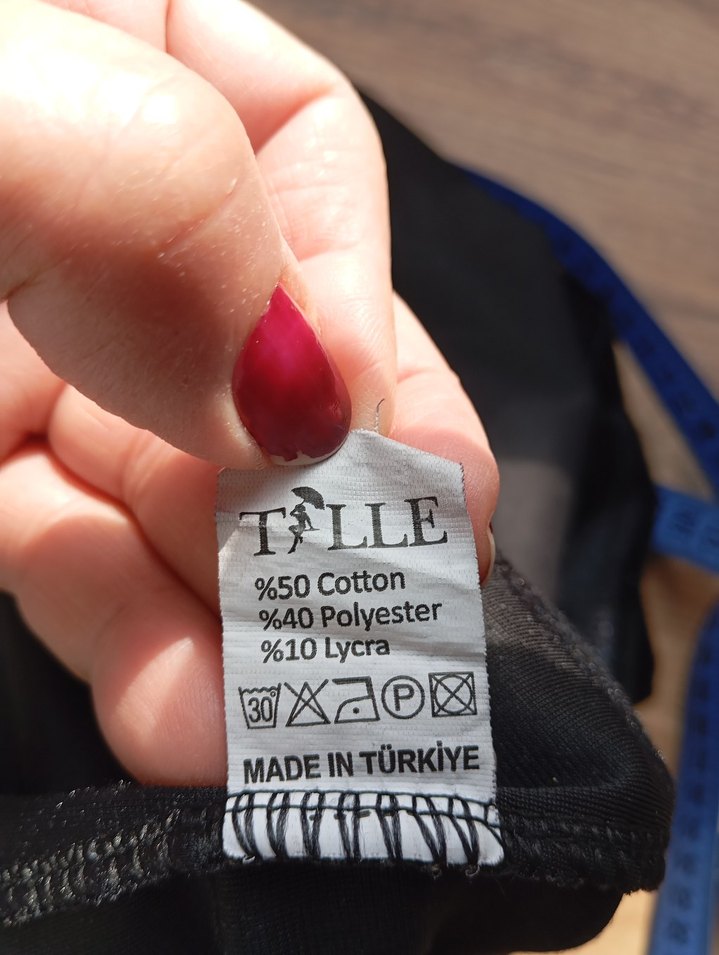 TILLE
%50 Cotton
%40 Polyester
%10 Lycra
30° P
MADE IN TÜRKİYE